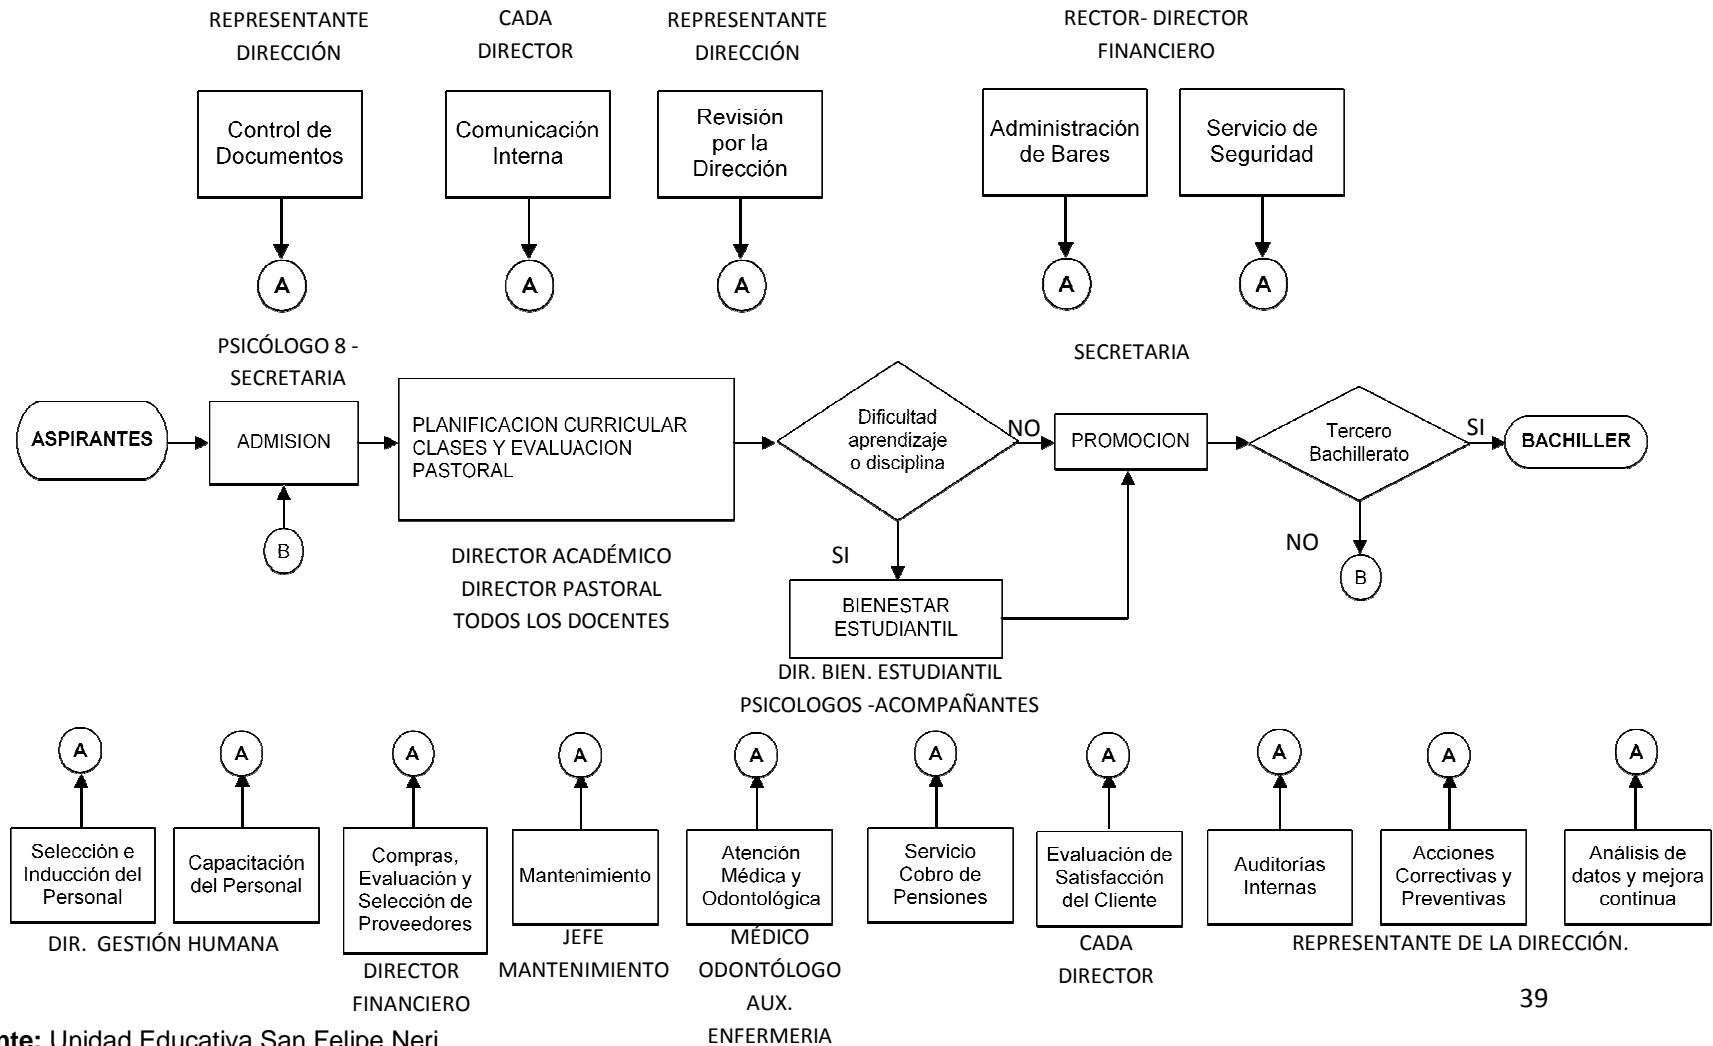 REPRESENTANTE
DIRECCIÓN
CADA
DIRECTOR
REPRESENTANTE
DIRECCIÓN
RECTOR- DIRECTOR
FINANCIERO
Control de
Documentos
Comunicación
Interna
Revisión
por la
Dirección
Administración
de Bares
Servicio de
Seguridad
A
A
A
A
A
PSICÓLOGO 8 -
SECRETARIA
SECRETARIA
ASPIRANTES
ADMISION
PLANIFICACION CURRICULAR
CLASES Y EVALUACION
PASTORAL
Dificultad
aprendizaje
o disciplina
NO
PROMOCION
Tercero
Bachillerato
SI
BACHILLER
B
DIRECTOR ACADÉMICO
DIRECTOR PASTORAL
TODOS LOS DOCENTES
SI
BIENESTAR
ESTUDIANTIL
NO
B
DIR. BIEN. ESTUDIANTIL
PSICOLOGOS -ACOMPAÑANTES
A
A
A
A
A
A
A
A
A
A
Selección e
Inducción del
Personal
Capacitación
del Personal
Compras,
Evaluación y
Selección de
Proveedores
Mantenimiento
Atención
Médica y
Odontológica
Servicio
Cobro de
Pensiones
Evaluación de
Satisfacción
del Cliente
Auditorías
Internas
Acciones
Correctivas y
Preventivas
Análisis de
datos y mejora
continua
DIR. GESTIÓN HUMANA
DIRECTOR
FINANCIERO
JEFE
MANTENIMIENTO
MÉDICO
ODONTÓLOGO
AUX.
ENFERMERIA
CADA
DIRECTOR
REPRESENTANTE DE LA DIRECCIÓN.
39
nte: Unidad Educativa San Felipe Neri